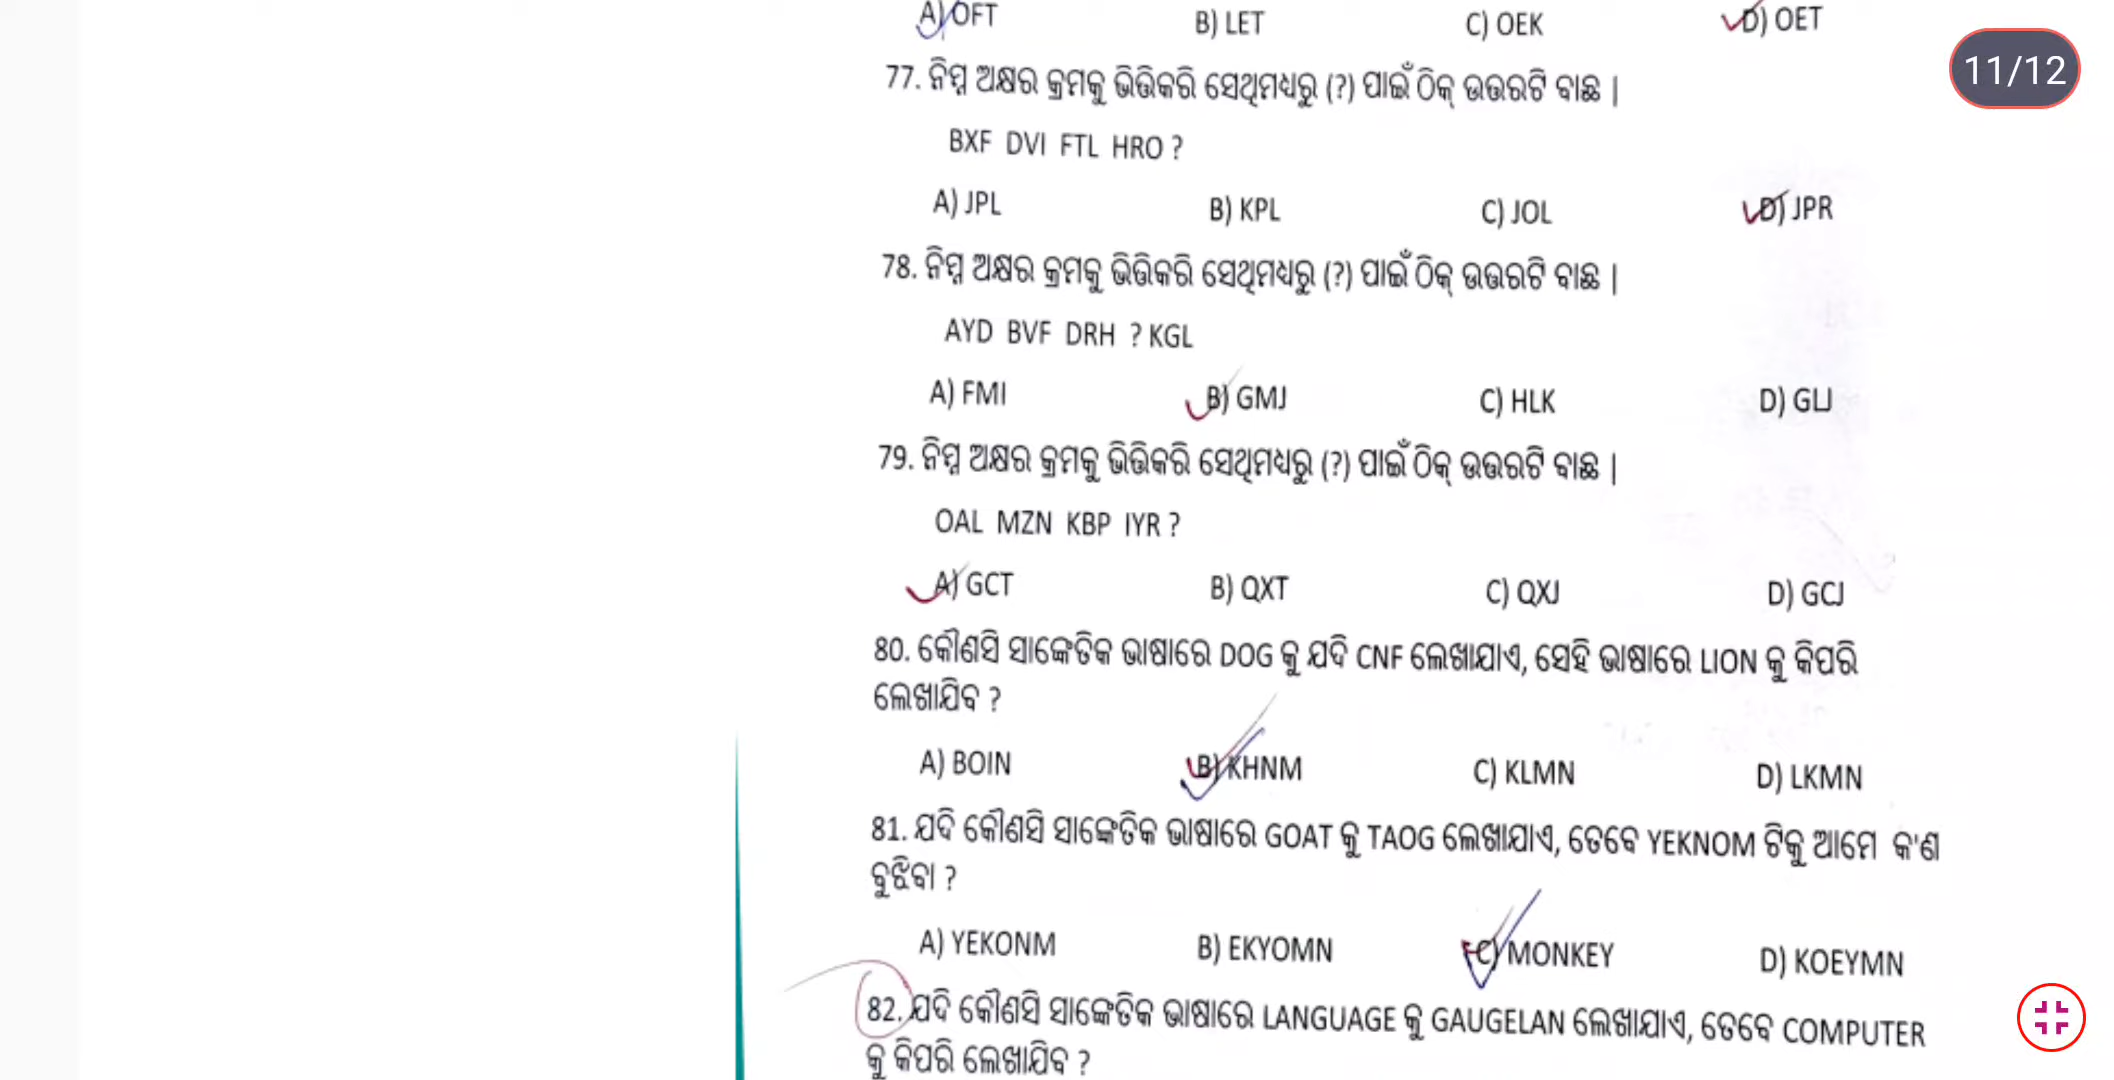 A) OFT B) LET C) OEK D) OET
11/12
77. ନିମ୍ନ ଅକ୍ଷର କ୍ରମକୁ ଭିତ୍ତିକରି ସେଥିମଧ୍ୟରୁ (?) ପାଇଁ ଠିକ୍ ଉତ୍ତରଟି ବାଛ |
BXF DVI FTL HRO ?
A) JPL B) KPL C) JOL D) JPR
78. ନିମ୍ନ ଅକ୍ଷର କ୍ରମକୁ ଭିତ୍ତିକରି ସେଥିମଧ୍ୟରୁ (?) ପାଇଁ ଠିକ୍ ଉତ୍ତରଟି ବାଛ |
AYD BVF DRH ? KGL
A) FMI B) GMJ C) HLK D) GLJ
79. ନିମ୍ନ ଅକ୍ଷର କ୍ରମକୁ ଭିତ୍ତିକରି ସେଥିମଧ୍ୟରୁ (?) ପାଇଁ ଠିକ୍ ଉତ୍ତରଟି ବାଛ |
OAL MZN KBP IYR ?
A) GCT B) QXT C) QXJ D) GCJ
80. କୌଣସି ସାଙ୍କେତିକ ଭାଷାରେ DOG କୁ ଯଦି CNF ଲେଖାଯାଏ, ସେହି ଭାଷାରେ LION କୁ କିପରି
ଲେଖାଯିବ ?
A) BOIN B) KHNM C) KLMN D) LKMN
81. ଯଦି କୌଣସି ସାଙ୍କେତିକ ଭାଷାରେ GOAT କୁ TAOG ଲେଖାଯାଏ, ତେବେ YEKNOM ଟିକୁ ଆମେ କ'ଣ
ବୁଝିବା ?
A) YEKONM B) EKYOMN C) MONKEY D) KOEYMN
82. ଯଦି କୌଣସି ସାଙ୍କେତିକ ଭାଷାରେ LANGUAGE କୁ GAUGELAN ଲେଖାଯାଏ, ତେବେ COMPUTER
କୁ କିପରି ଲେଖାଯିବ ?